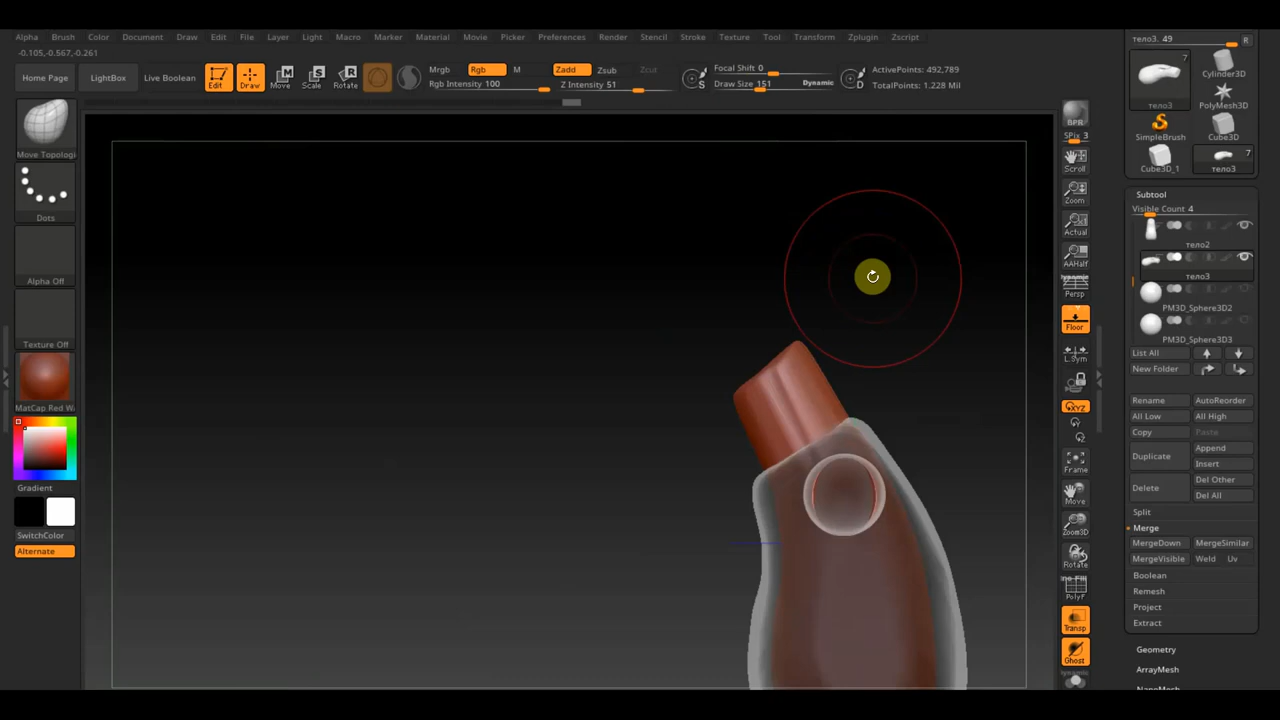 Alpha Brush Color Document Draw Edit File Layer Light Macro Marker Material Movie Picker Preferences Render Stencil Stroke Texture Tool Transform Zplugin Zscript
-0.105,-0.567,-0.261
Home Page LightBox Live Boolean Edit Draw Move Scale Rotate
Mrgb Rgb M Zadd Zsub Zcut
Rgb Intensity 100 Z Intensity 51
S Focal Shift 0
Draw Size 151 Dynamic D
ActivePoints: 492,789
TotalPoints: 1.228 Mil
Move Topologi
Dots
Alpha Off
Texture Off
MatCap Red W
Gradient
SwitchColor
Alternate
BPR
SPix 3
Scroll
Zoom
Actual
AAHalf
Persp
Floor
L.Sym
XYZ
Frame
Move
Zoom3D
Rotate
PolyF
Transp
Ghost
тело3. 49 R
7
тело3
Cylinder3D
PolyMesh3D
SimpleBrush Cube3D
Cube3D_1
7
тело3
Subtool
Visible Count 4
тело2
тело3
PM3D_Sphere3D2
PM3D_Sphere3D3
List All
New Folder
Rename AutoReorder
All Low All High
Copy Paste
Duplicate Append
Insert
Delete Del Other
Del All
Split
Merge
MergeDown MergeSimilar
MergeVisible Weld Uv
Boolean
Remesh
Project
Extract
Geometry
ArrayMesh